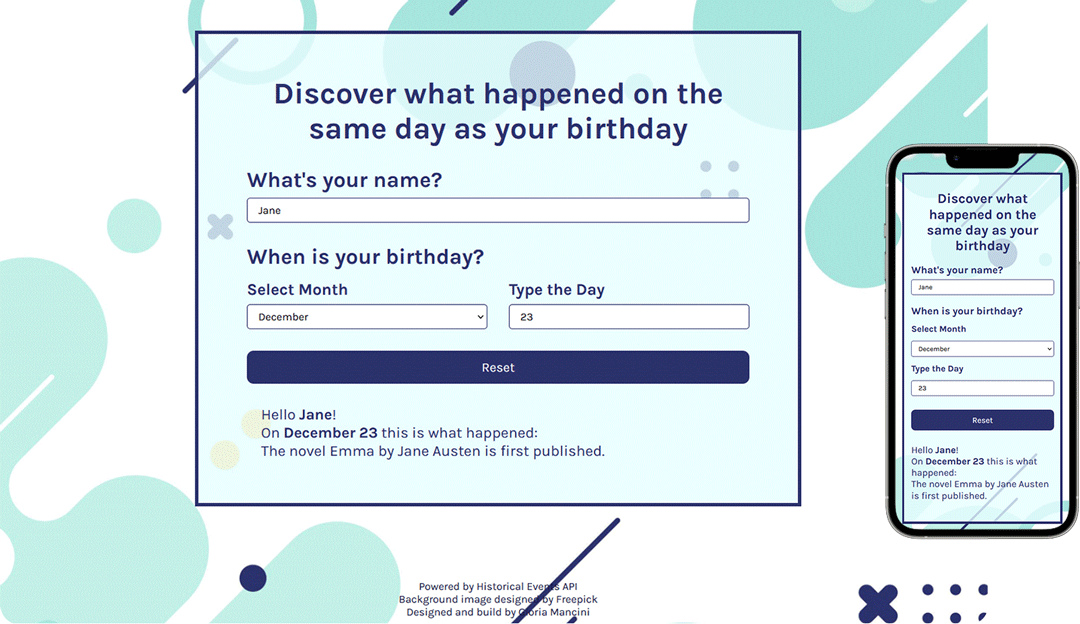 Discover what happened on the
same day as your birthday
What's your name?
Jane
When is your birthday?
Select Month
Type the Day
December
23
Reset
Hello Jane!
On December 23 this is what happened:
The novel Emma by Jane Austen is first published.
Powered by Historical Events API
Background image designed by Freepick
Designed and build by Gloria Mancini
Discover what
happened on the
same day as your
birthday
What's your name?
Jane
When is your birthday?
Select Month
December
Type the Day
23
Reset
Hello Jane!
On December 23 this is what
happened:
The novel Emma by Jane Austen
is first published.